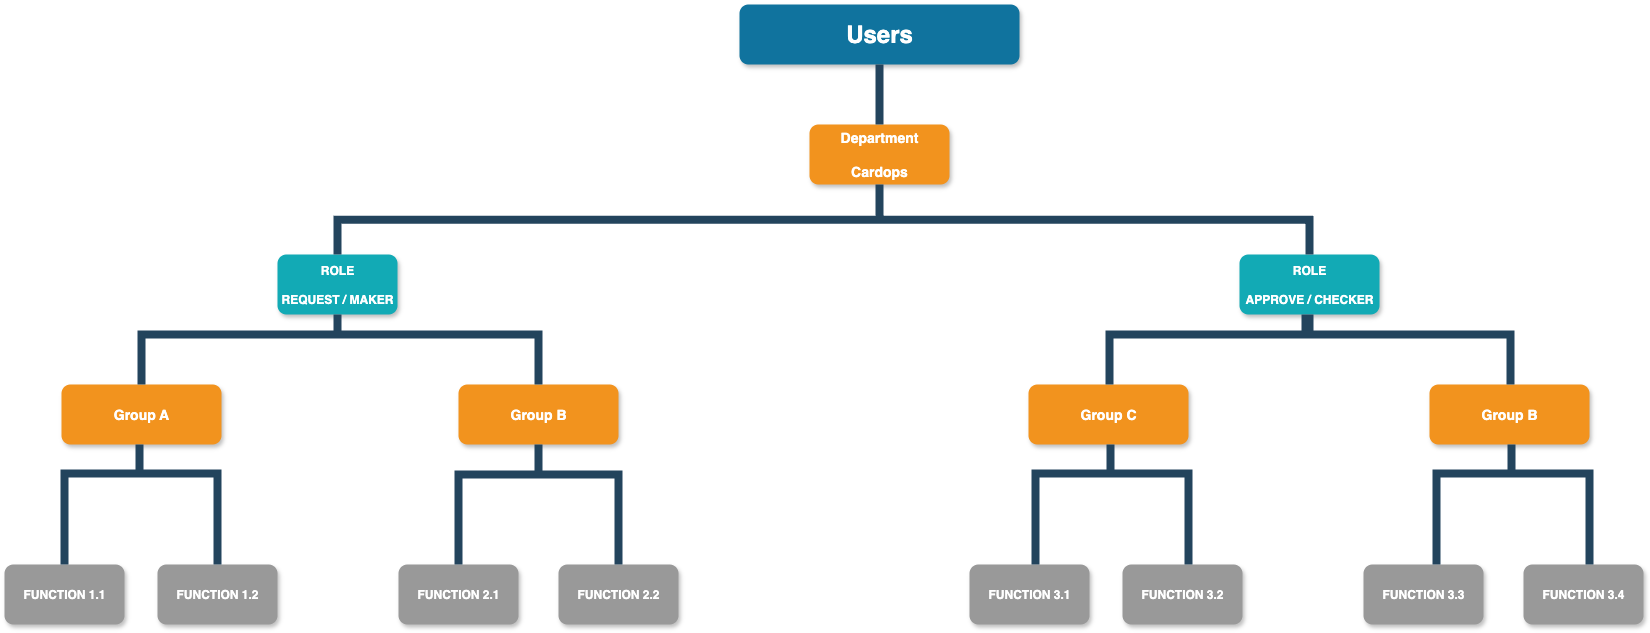 Users
Department
Cardops
ROLE
REQUEST / MAKER
ROLE
APPROVE / CHECKER
Group A
Group B
Group C
Group B
FUNCTION 1.1
FUNCTION 1.2
FUNCTION 2.1
FUNCTION 2.2
FUNCTION 3.1
FUNCTION 3.2
FUNCTION 3.3
FUNCTION 3.4